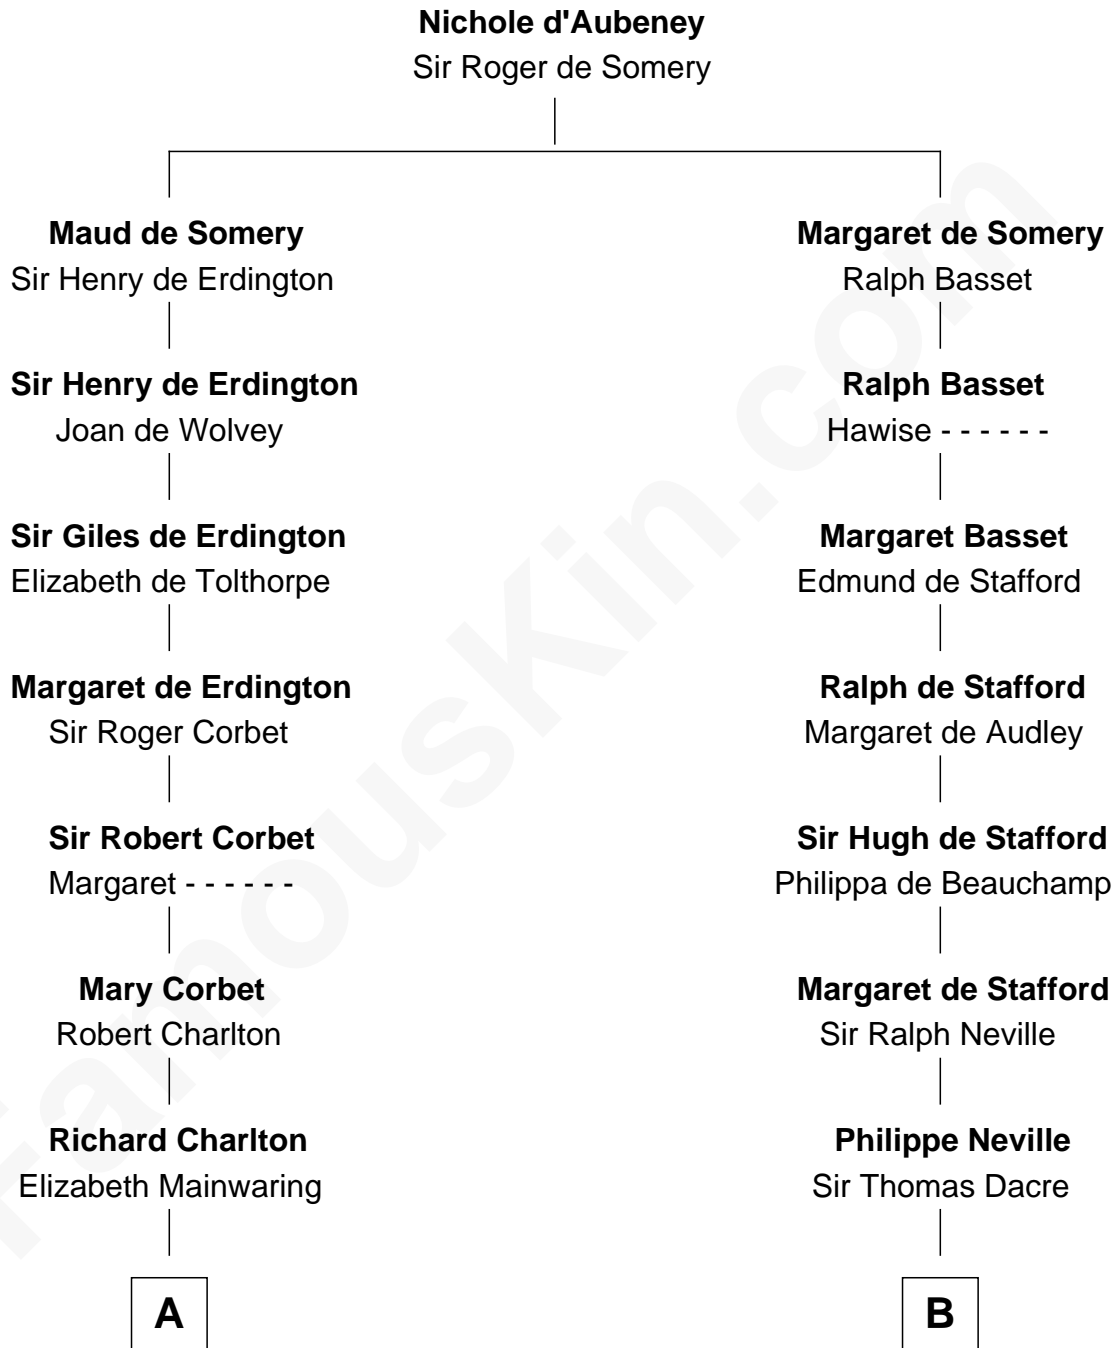 Nichole d'Aubeney
Sir Roger de Somery
Maud de Somery
Sir Henry de Erdington
Margaret de Somery
Ralph Basset
Sir Henry de Erdington
Joan de Wolvey
Ralph Basset
Hawise - - - - - -
Sir Giles de Erdington
Elizabeth de Tolthorpe
Margaret Basset
Edmund de Stafford
Margaret de Erdington
Sir Roger Corbet
Ralph de Stafford
Margaret de Audley
Sir Robert Corbet
Margaret - - - - - -
Sir Hugh de Stafford
Philippa de Beauchamp
Mary Corbet
Robert Charlton
Margaret de Stafford
Sir Ralph Neville
Richard Charlton
Elizabeth Mainwaring
Philippe Neville
Sir Thomas Dacre
A
B
FamousKin.com